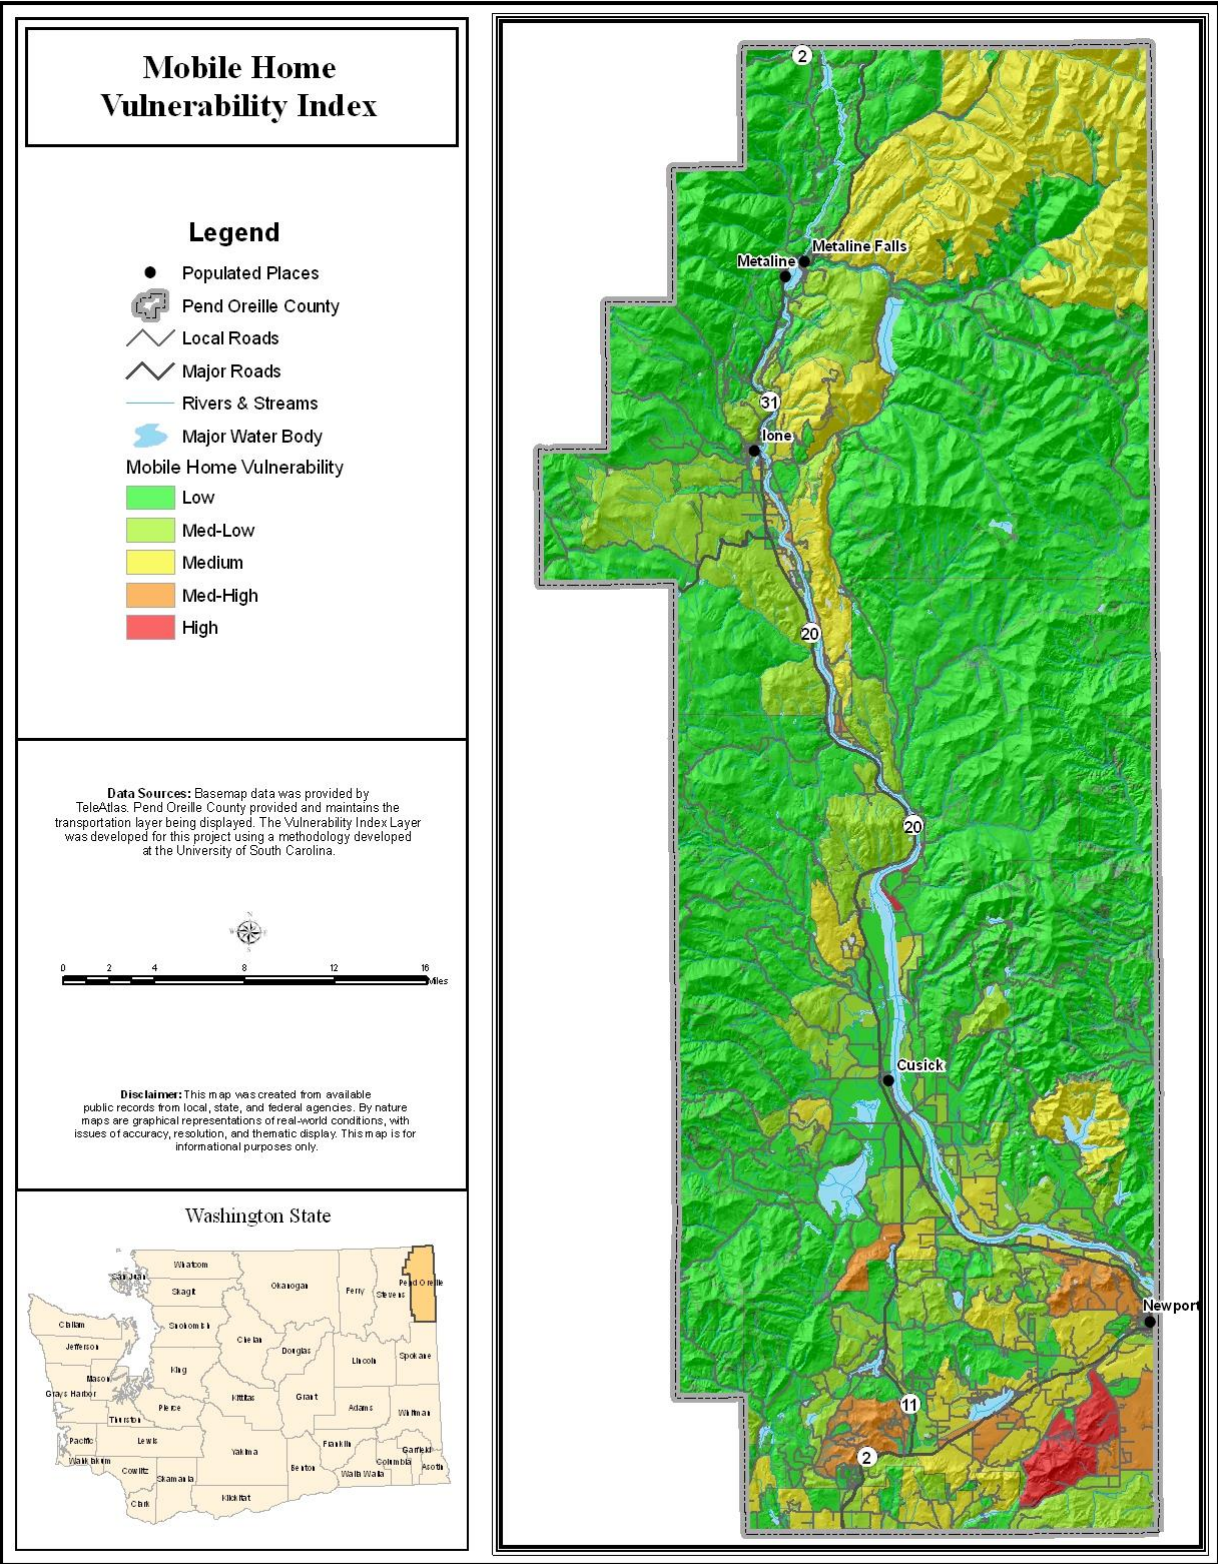 Mobile Home
Vulnerability Index
Legend
Populated Places
Pend Oreille County
Local Roads
Major Roads
Rivers & Streams
Major Water Body
Mobile Home Vulnerability
Low
Med-Low
Medium
Med-High
High
Data Sources: Basemap data was provided by
TeleAtlas. Pend Oreille County provided and maintains the
transportation layer being displayed. The Vulnerability Index Layer
was developed for this project using a methodology developed
at the University of South Carolina.
0 2 4 8 12 16
Miles
Disclaimer: This map was created from available
public records from local, state, and federal agencies. By nature
maps are graphical representations of real-world conditions, with
issues of accuracy, resolution, and thematic display. This map is for
informational purposes only.
Washington State
Whatcom
San Juan
Skagit
Okanogan
Ferry
Stevens
Pend Oreille
Clallam
Snohomish
Chelan
Jefferson
Douglas
Lincoln
Spokane
King
Mason
Grays Harbor
Kittitas
Grant
Pierce
Adams
Whitman
Thurston
Pacific
Lewis
Yakima
Franklin
Garfield
Wahkiakum
Cowlitz
Skamania
Benton
Walla Walla
Columbia
Asotin
Clark
Klickitat
2
Metaline Falls
Metaline
31
Ione
20
20
Cusick
Newport
11
2